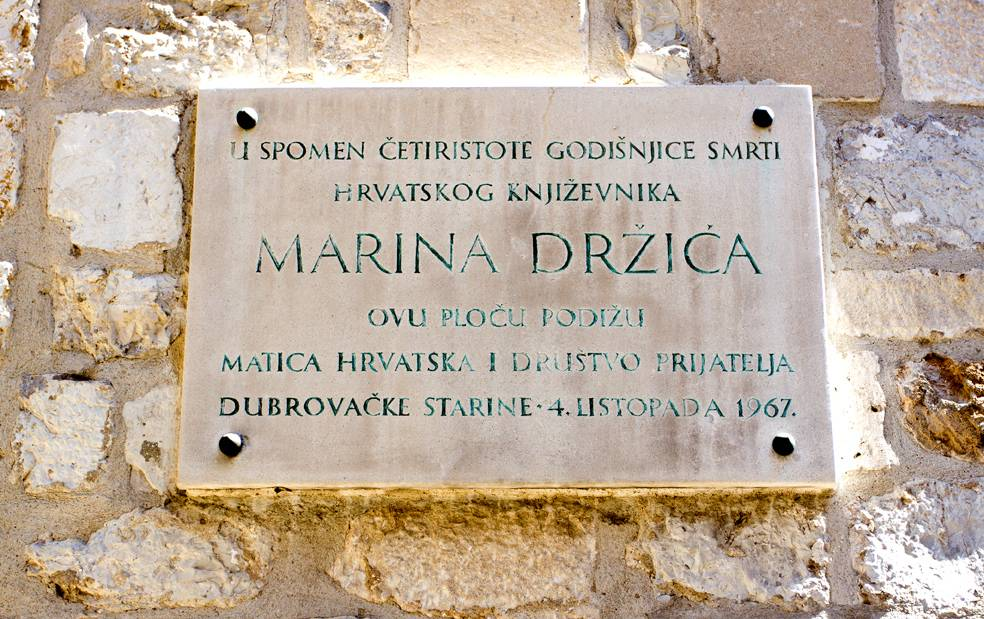 U SPOMEN ČETIRISTOTE GODIŠNJICE SMRTI
HRVATSKOG KNJIŽEVNIKA
MARINA DRŽIĆA
OVU PLOČU PODIŽU
MATICA HRVATSKA I DRUŠTVO PRIJATELJA
DUBROVAČKE STARINE · 4. LISTOPADA 1967.